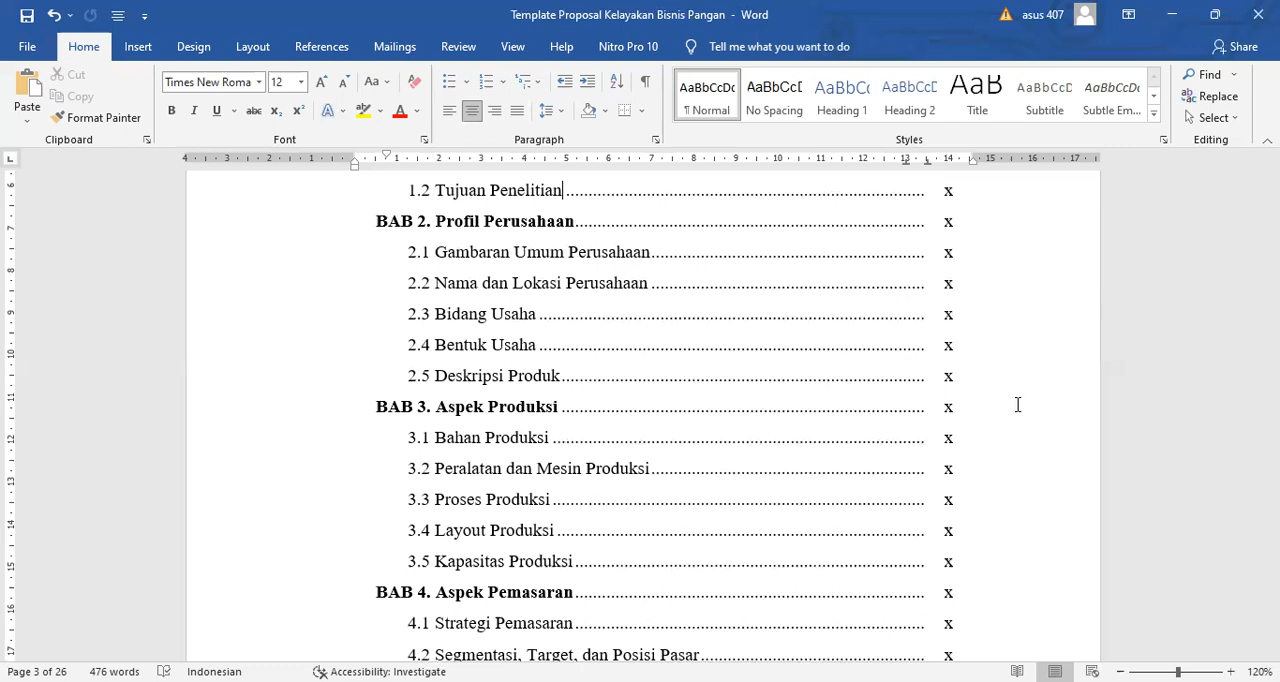 Template Proposal Kelayakan Bisnis Pangan - Word
asus 407
File Home Insert Design Layout References Mailings Review View Help Nitro Pro 10 Tell me what you want to do Share
Paste
Cut
Copy
Format Painter
Clipboard
Times New Roma 12
Font
Paragraph
AaBbCcDc AaBbCcD AaBbC AaBbCcD AaB AaBbCcD AaBbCcDc
¶ Normal No Spacing Heading 1 Heading 2 Title Subtitle Subtle Em...
Styles
Find
Replace
Select
Editing
1.2 Tujuan Penelitian ........ x
BAB 2. Profil Perusahaan ........ x
2.1 Gambaran Umum Perusahaan ........ x
2.2 Nama dan Lokasi Perusahaan ........ x
2.3 Bidang Usaha ........ x
2.4 Bentuk Usaha ........ x
2.5 Deskripsi Produk ........ x
BAB 3. Aspek Produksi ........ x
3.1 Bahan Produksi ........ x
3.2 Peralatan dan Mesin Produksi ........ x
3.3 Proses Produksi ........ x
3.4 Layout Produksi ........ x
3.5 Kapasitas Produksi ........ x
BAB 4. Aspek Pemasaran ........ x
4.1 Strategi Pemasaran ........ x
4.2 Segmentasi, Target, dan Posisi Pasar ........ x
Page 3 of 26 476 words Indonesian Accessibility: Investigate 120%